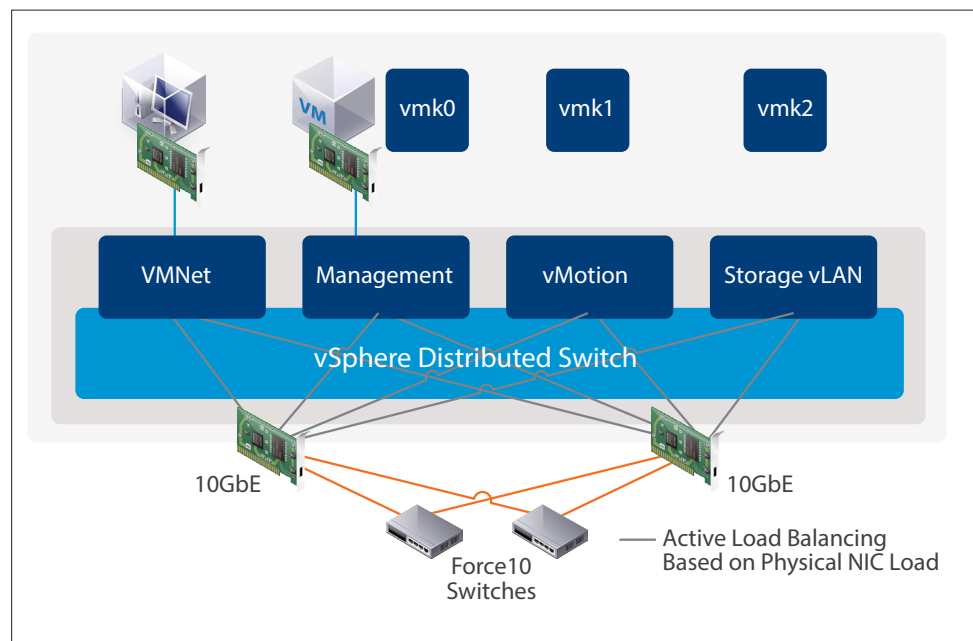 VM
vmk0
vmk1
vmk2
VMNet
Management
vMotion
Storage vLAN
vSphere Distributed Switch
10GbE
10GbE
Force10
Switches
Active Load Balancing
Based on Physical NIC Load